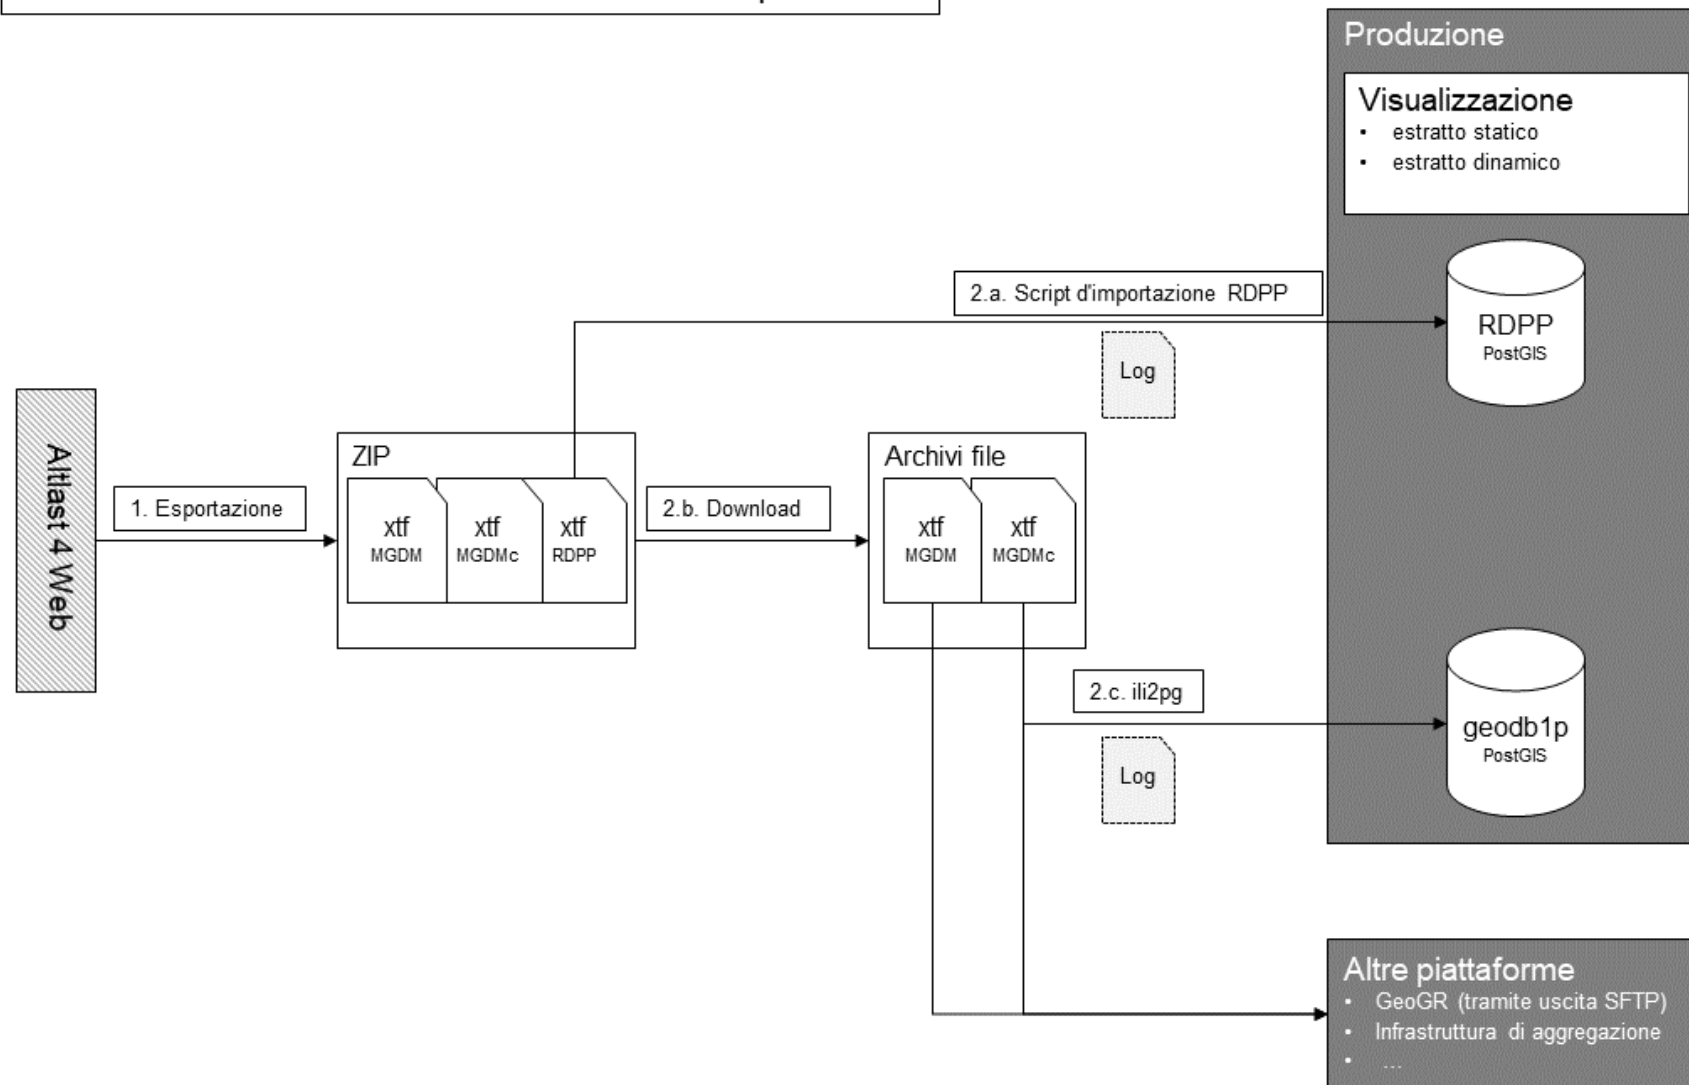 Produzione
Visualizzazione
• estratto statico
• estratto dinamico
2.a. Script d'importazione RDPP
RDPP
PostGIS
Log
Altlast 4 Web
1. Esportazione
ZIP
xtf
MGDM
xtf
MGDMc
xtf
RDPP
2.b. Download
Archivi file
xtf
MGDM
xtf
MGDMc
2.c. ili2pg
Log
geodb1p
PostGIS
Altre piattaforme
• GeoGR (tramite uscita SFTP)
• Infrastruttura di aggregazione
• ...